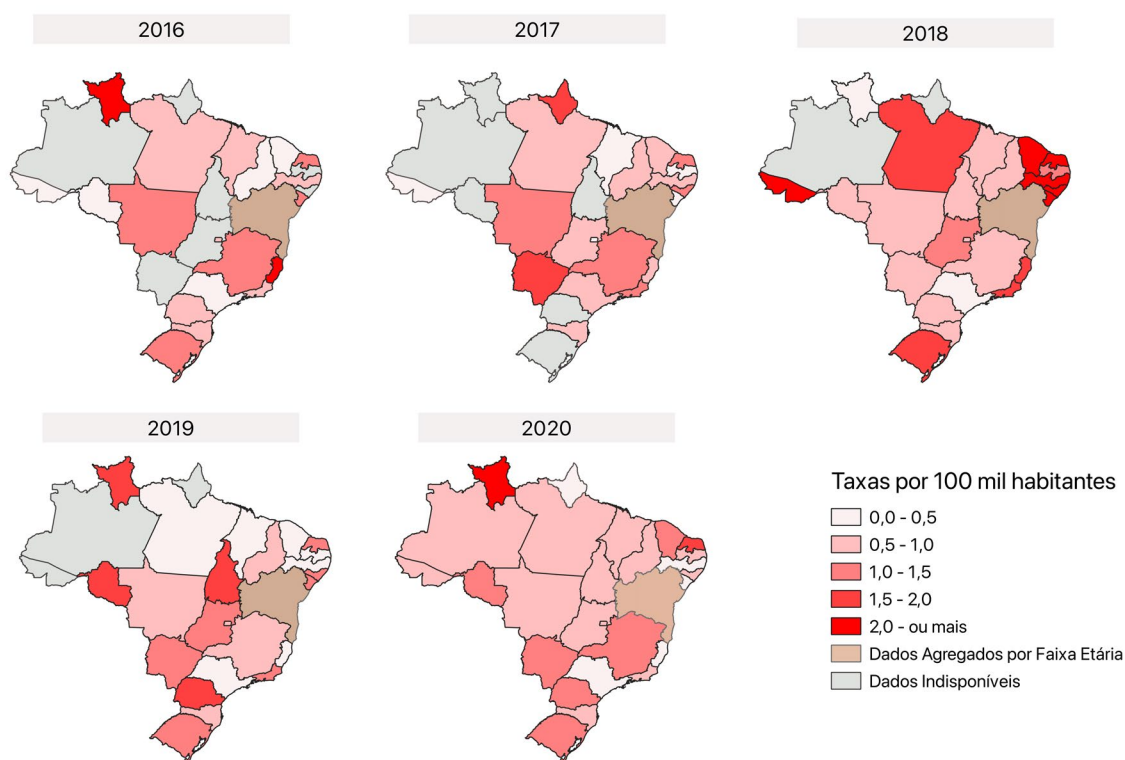 2016
2017
2018
2019
2020
Taxas por 100 mil habitantes
0,0 - 0,5
0,5 - 1,0
1,0 - 1,5
1,5 - 2,0
2,0 - ou mais
Dados Agregados por Faixa Etária
Dados Indisponíveis